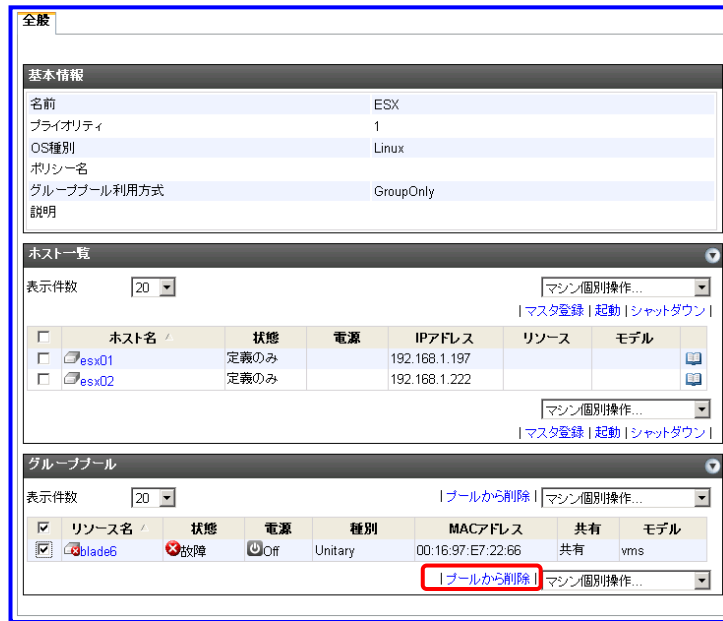 全般
基本情報
名前 ESX
プライオリティ 1
OS種別 Linux
ポリシー名
グループプール利用方式 GroupOnly
説明
ホスト一覧
表示件数 20 マシン個別操作...
| マスタ登録 | 起動 | シャットダウン |
ホスト名 状態 電源 IPアドレス リソース モデル
esx01 定義のみ 192.168.1.197
esx02 定義のみ 192.168.1.222
マシン個別操作...
| マスタ登録 | 起動 | シャットダウン |
グループプール
表示件数 20 | プールから削除 | マシン個別操作...
リソース名 状態 電源 種別 MACアドレス 共有 モデル
blade6 故障 Off Unitary 00:16:97:E7:22:66 共有 vms
| プールから削除 | マシン個別操作...